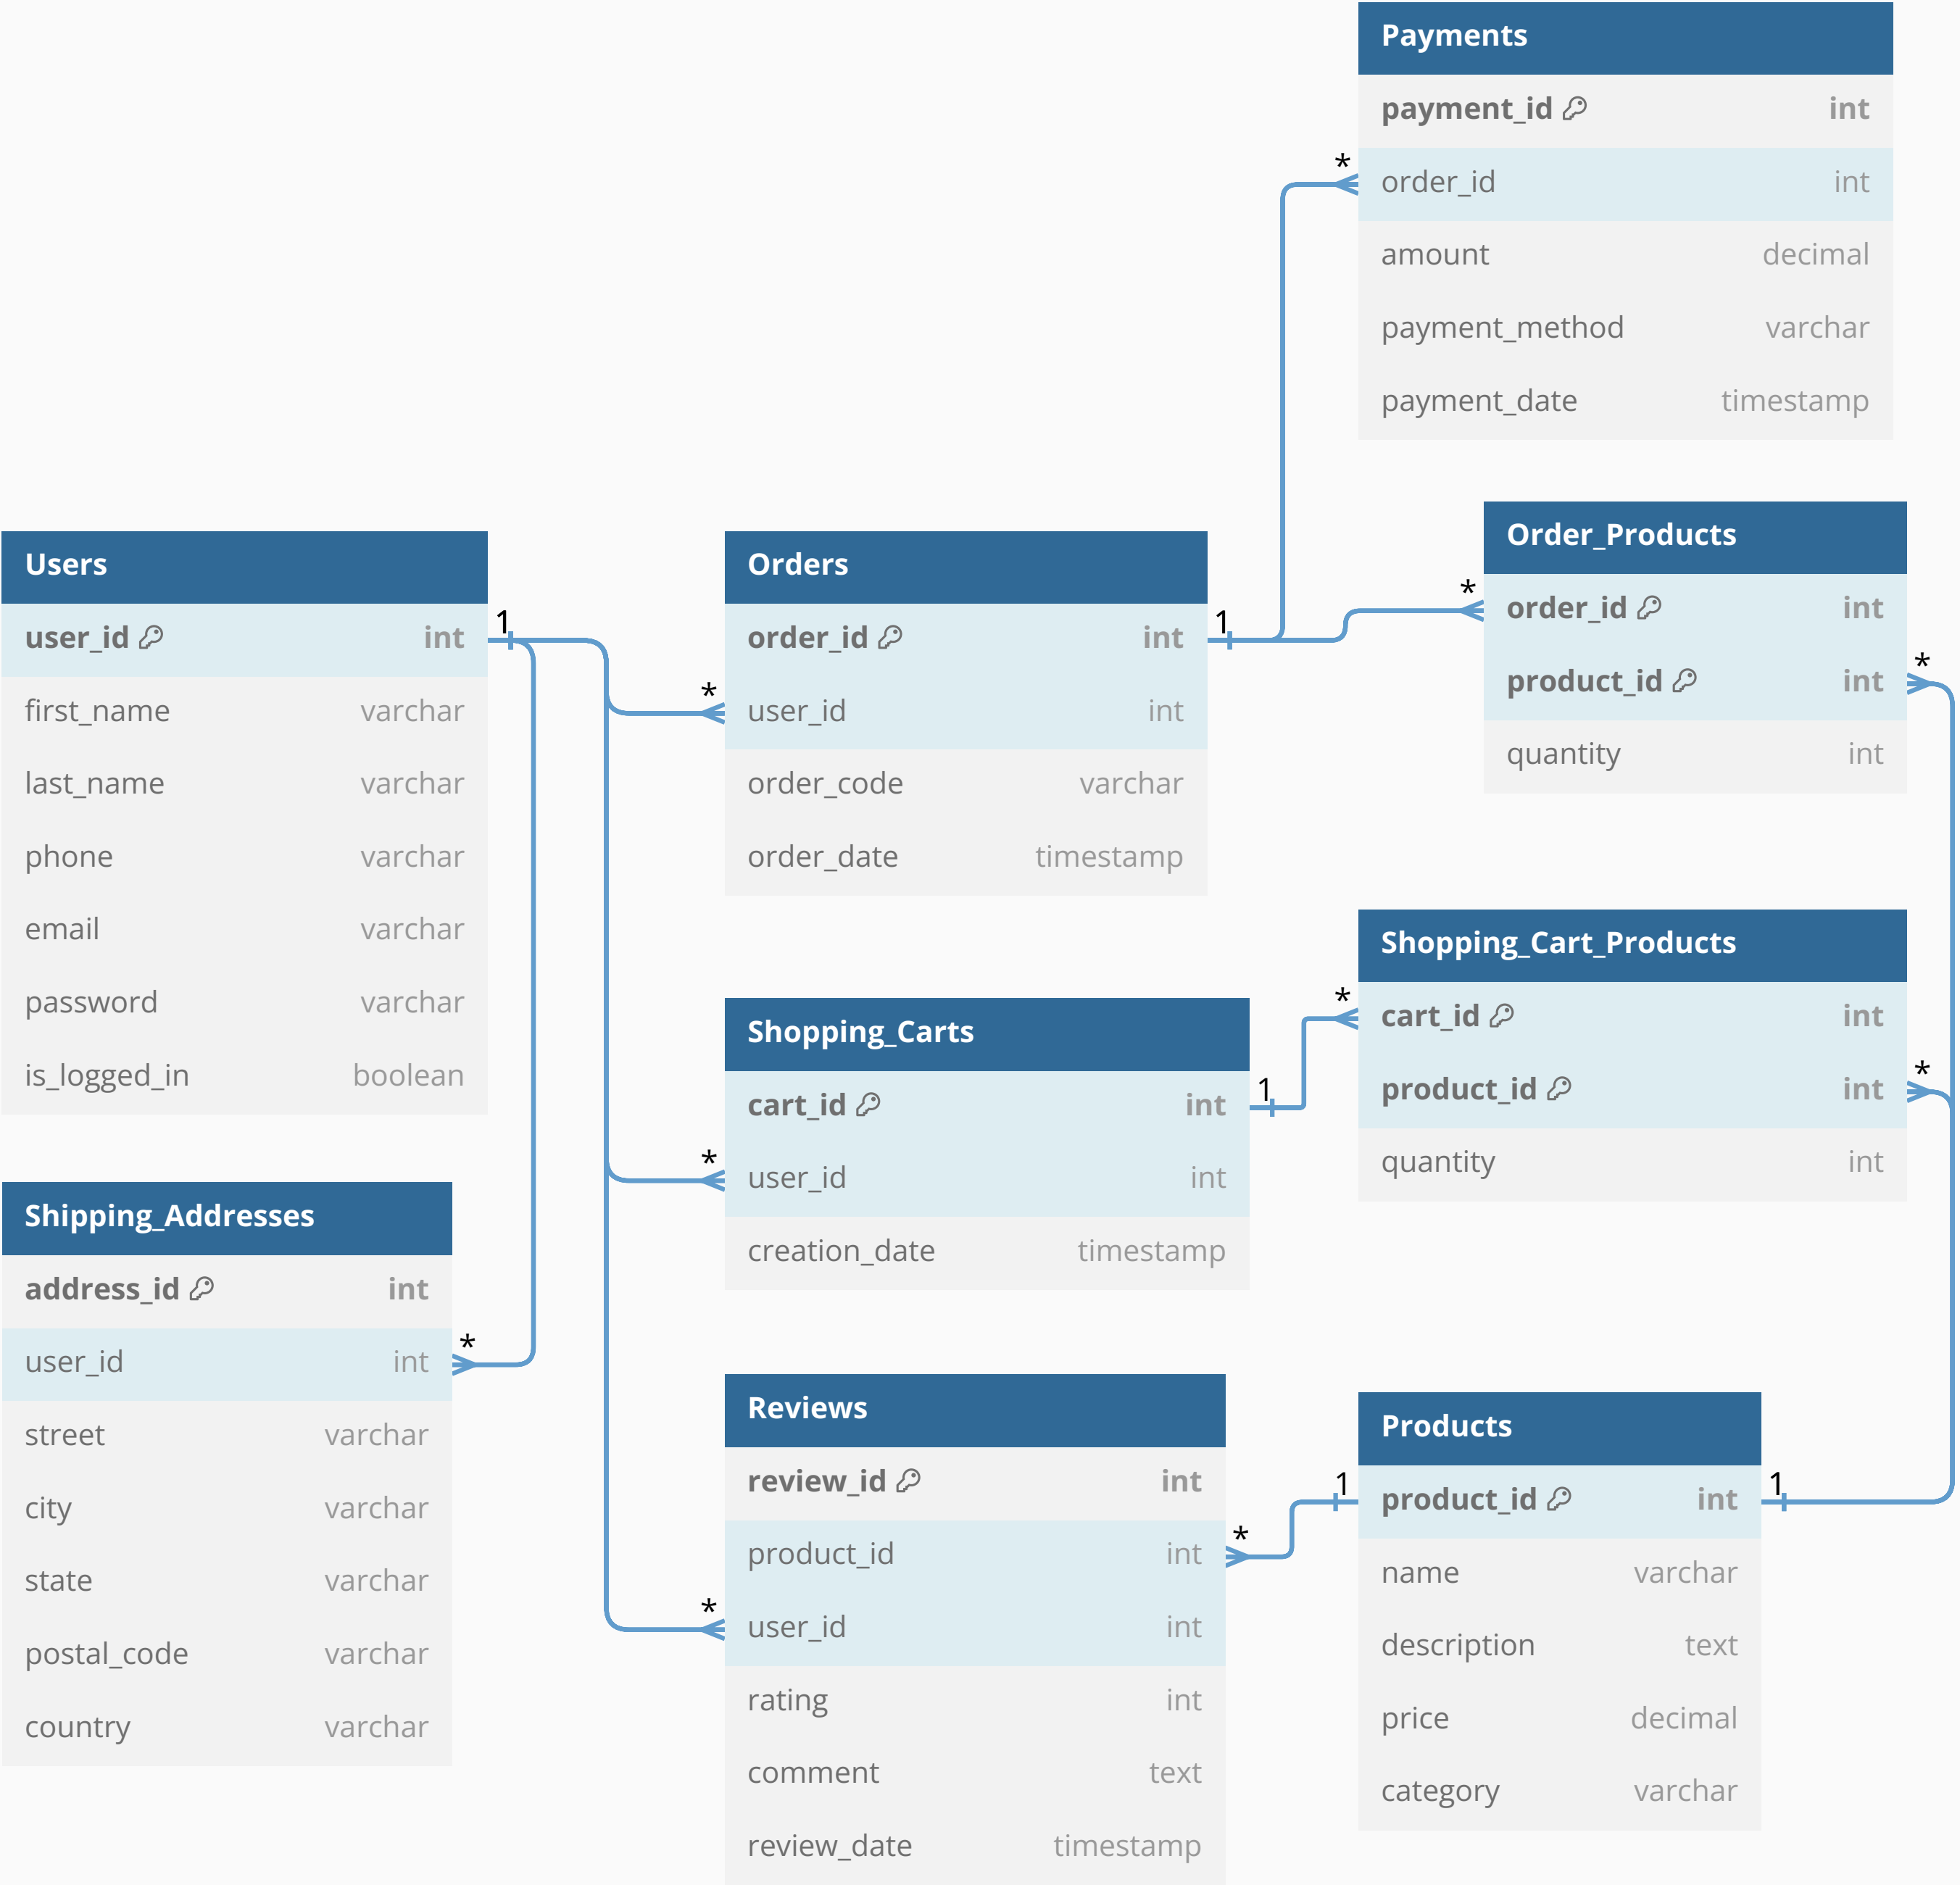 Payments
payment_id int
* order_id int
amount decimal
payment_method varchar
payment_date timestamp
Users
user_id int 1
first_name varchar
last_name varchar
phone varchar
email varchar
password varchar
is_logged_in boolean
Orders
order_id int 1
* user_id int
order_code varchar
order_date timestamp
Order_Products
* order_id int
product_id int *
quantity int
Shopping_Cart_Products
* cart_id int
product_id int *
quantity int
Shopping_Carts
cart_id int 1
* user_id int
creation_date timestamp
Shipping_Addresses
address_id int
user_id int *
street varchar
city varchar
state varchar
postal_code varchar
country varchar
Reviews
review_id int
product_id int *
* user_id int
rating int
comment text
review_date timestamp
Products
1 product_id int 1
name varchar
description text
price decimal
category varchar